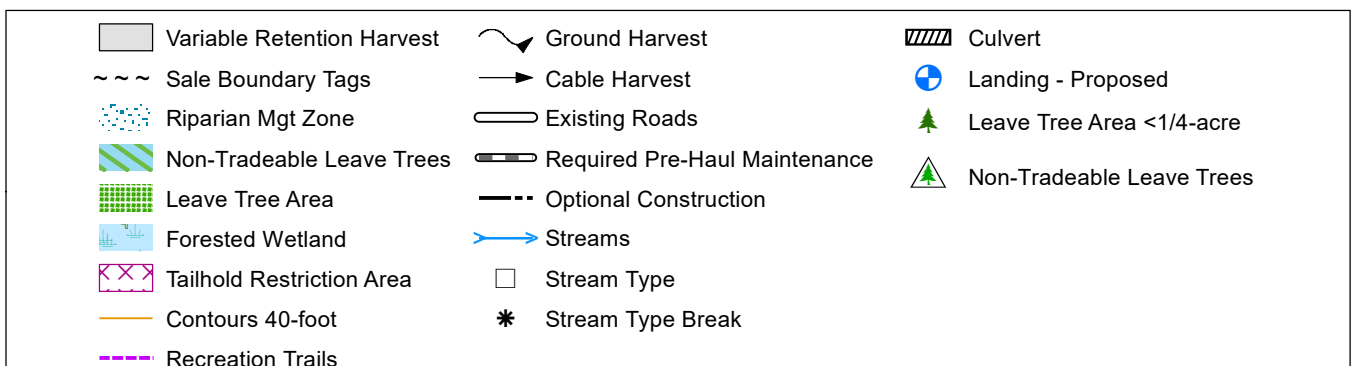 Variable Retention Harvest
Sale Boundary Tags
Riparian Mgt Zone
Non-Tradeable Leave Trees
Leave Tree Area
Forested Wetland
Tailhold Restriction Area
Contours 40-foot
Recreation Trails
Ground Harvest
Cable Harvest
Existing Roads
Required Pre-Haul Maintenance
Optional Construction
Streams
Stream Type
Stream Type Break
Culvert
Landing - Proposed
Leave Tree Area <1/4-acre
Non-Tradeable Leave Trees